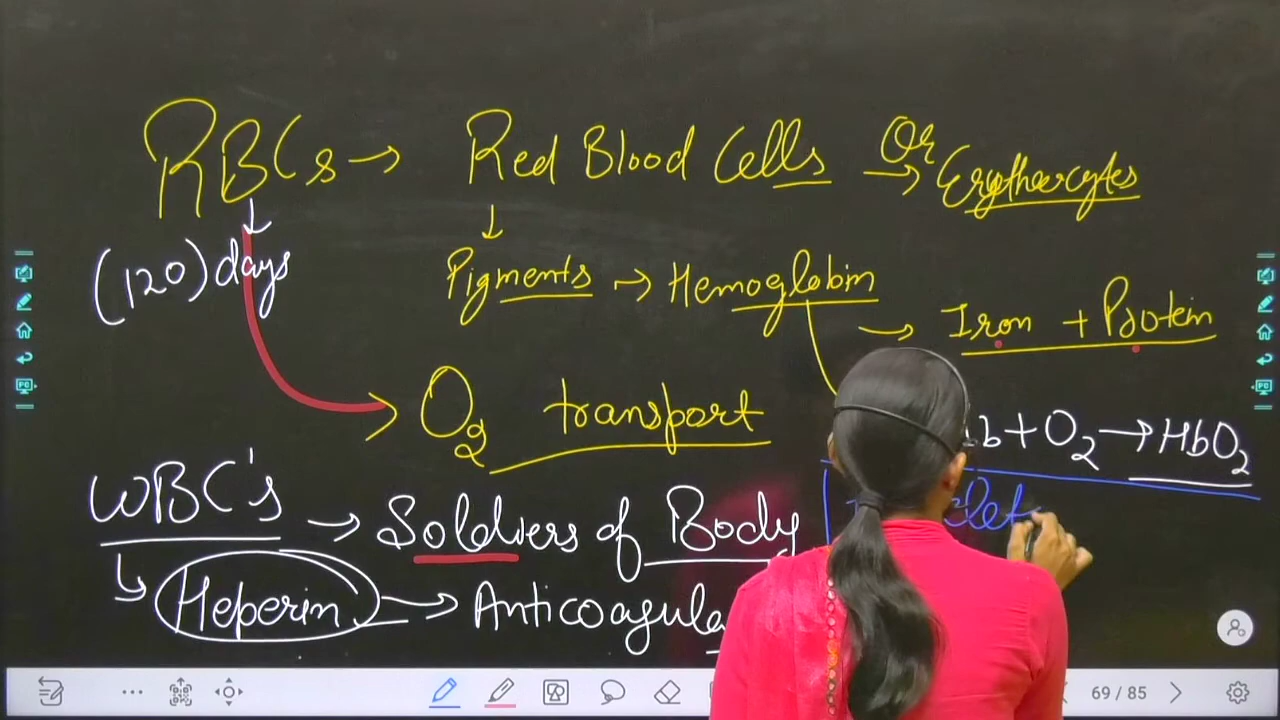 RBCs → Red Blood Cells → Or Erytherocytes
(120) days
Pigments → Hemoglobin → Iron + Protein
O2 transport
b + O2 → HbO2
WBC's → Soldiers of Body
Heperin → Anticoagula
69 / 85